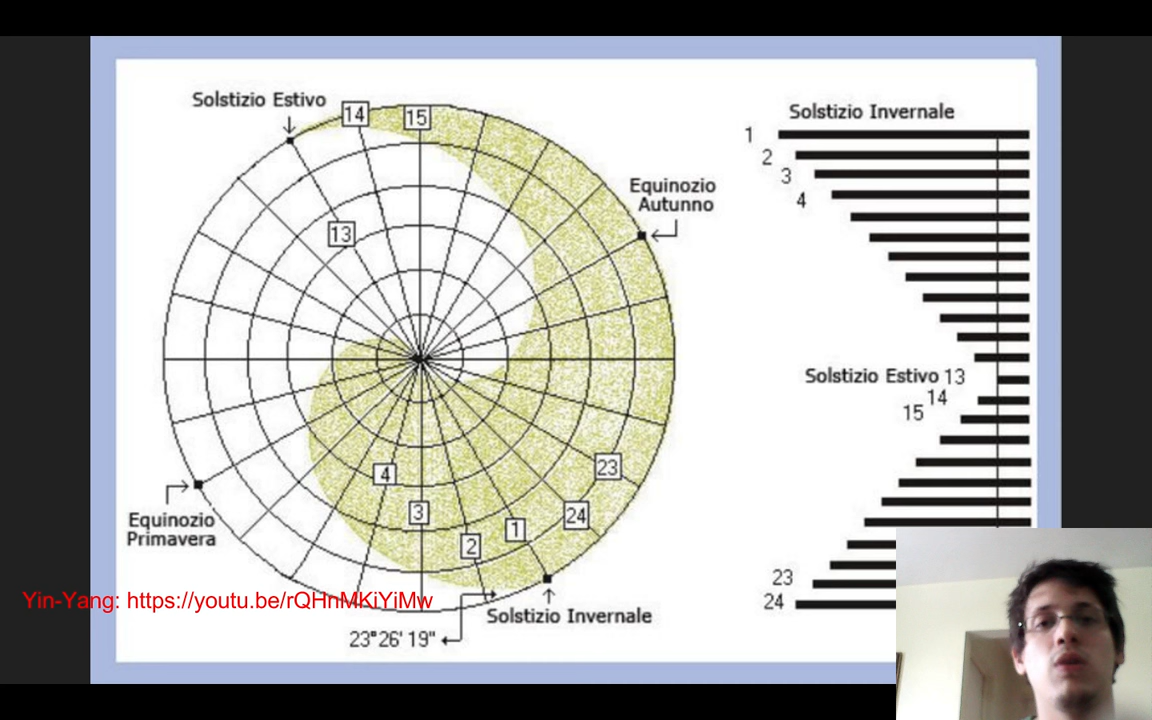 Solstizio Estivo
14
15
13
Equinozio
Autunno
4
3
2
1
24
23
Equinozio
Primavera
Yin-Yang: https://youtu.be/rQHnMKiYiMw
Solstizio Invernale
23° 26' 19"
Solstizio Invernale
1
2
3
4
Solstizio Estivo 13
14
15
23
24